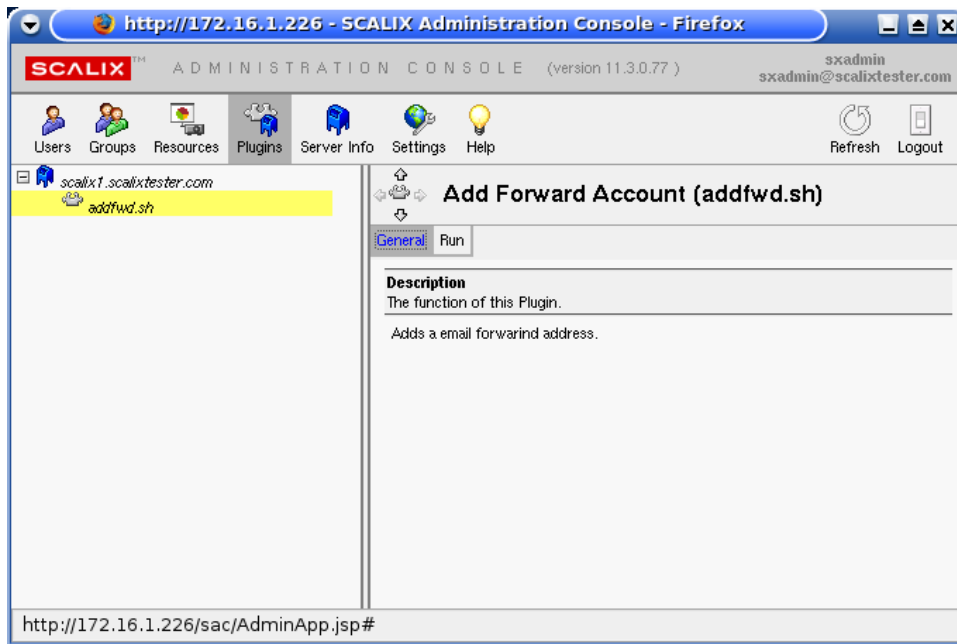 http://172.16.1.226 - SCALIX Administration Console - Firefox
SCALIX™ ADMINISTRATION CONSOLE (version 11.3.0.77 )
sxadmin
sxadmin@scalixtester.com
Users Groups Resources Plugins Server Info Settings Help Refresh Logout
scalix1.scalixtester.com
addfwd.sh
Add Forward Account (addfwd.sh)
General Run
Description
The function of this Plugin.
Adds a email forwarind address.
http://172.16.1.226/sac/AdminApp.jsp#